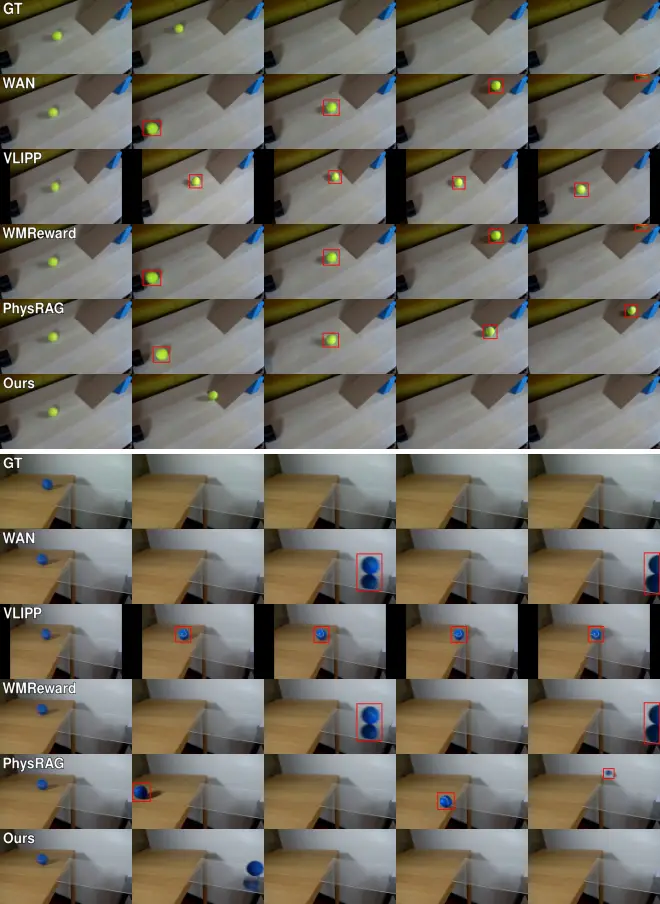 GT
WAN
VLIPP
WMReward
PhysRAG
Ours
GT
WAN
VLIPP
WMReward
PhysRAG
Ours